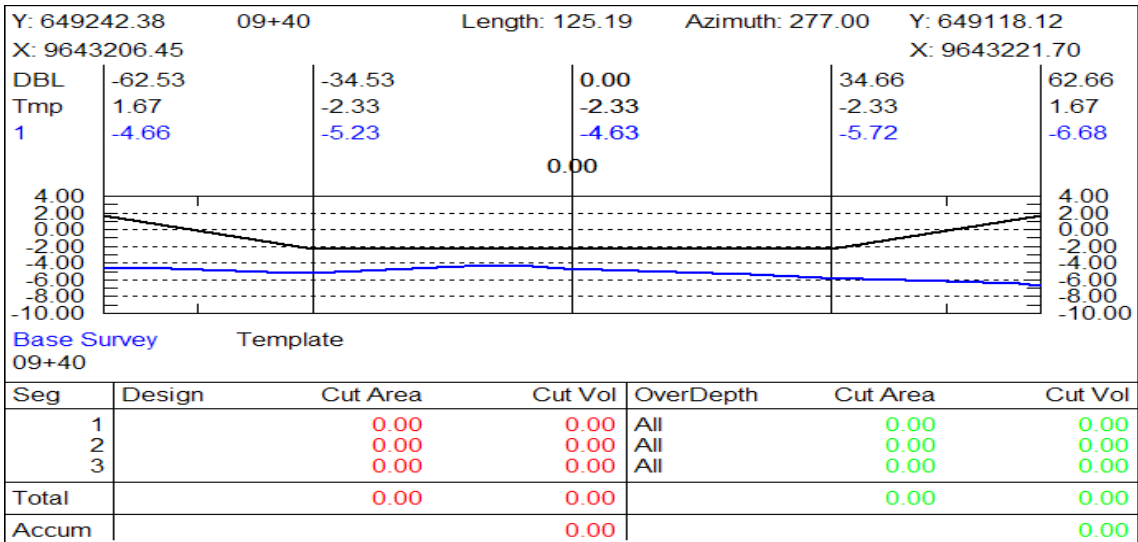 Y: 649242.38 09+40 Length: 125.19 Azimuth: 277.00 Y: 649118.12
X: 9643206.45 X: 9643221.70
DBL -62.53 -34.53 0.00 34.66 62.66
Tmp 1.67 -2.33 -2.33 -2.33 1.67
1 -4.66 -5.23 -4.63 -5.72 -6.68
0.00
4.00 4.00
2.00 2.00
0.00 0.00
-2.00 -2.00
-4.00 -4.00
-6.00 -6.00
-8.00 -8.00
-10.00 -10.00
Base Survey Template
09+40
Seg Design Cut Area Cut Vol OverDepth Cut Area Cut Vol
1 0.00 0.00 All 0.00 0.00
2 0.00 0.00 All 0.00 0.00
3 0.00 0.00 All 0.00 0.00
Total 0.00 0.00 0.00 0.00
Accum 0.00 0.00